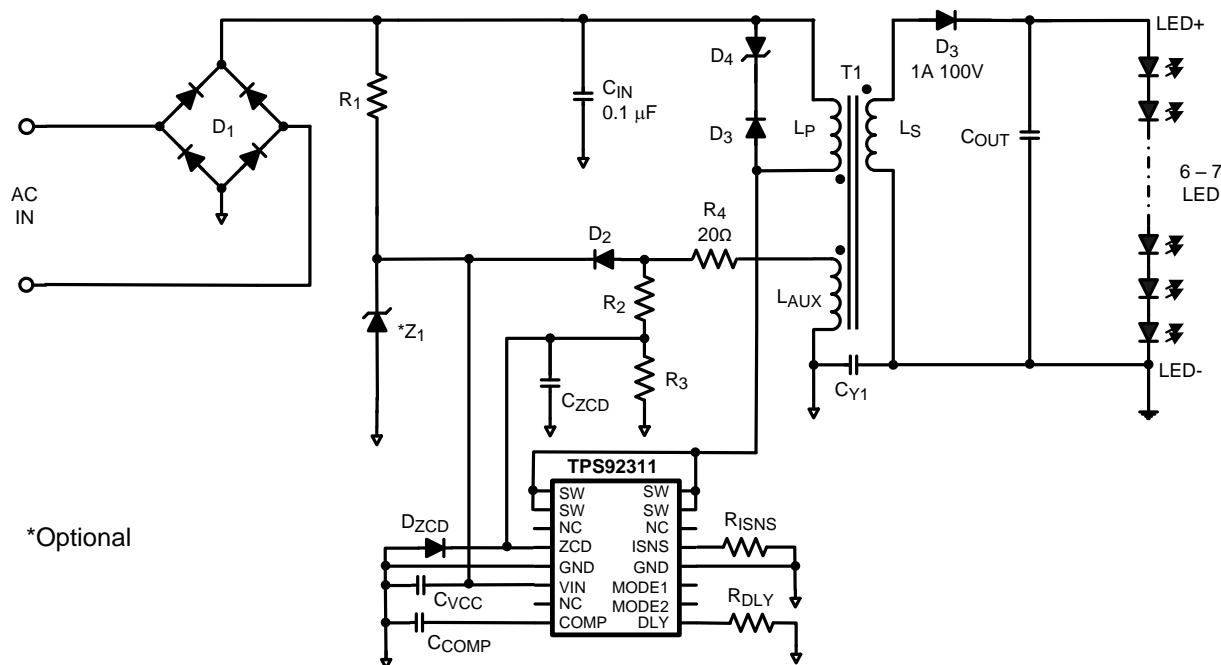 LED+
D4
D3
1A 100V
T1
R1
CIN
0.1 μF
D1
D3
LP
LS
COUT
6 – 7
LED
AC
IN
R4
20Ω
D2
R2
LAUX
*Z1
R3
CZCD
CY1
LED-
TPS92311
SW SW
SW SW
NC NC
ZCD ISNS
GND GND
VIN MODE1
NC MODE2
COMP DLY
*Optional
DZCD
RISNS
CVCC
RDLY
CCOMP